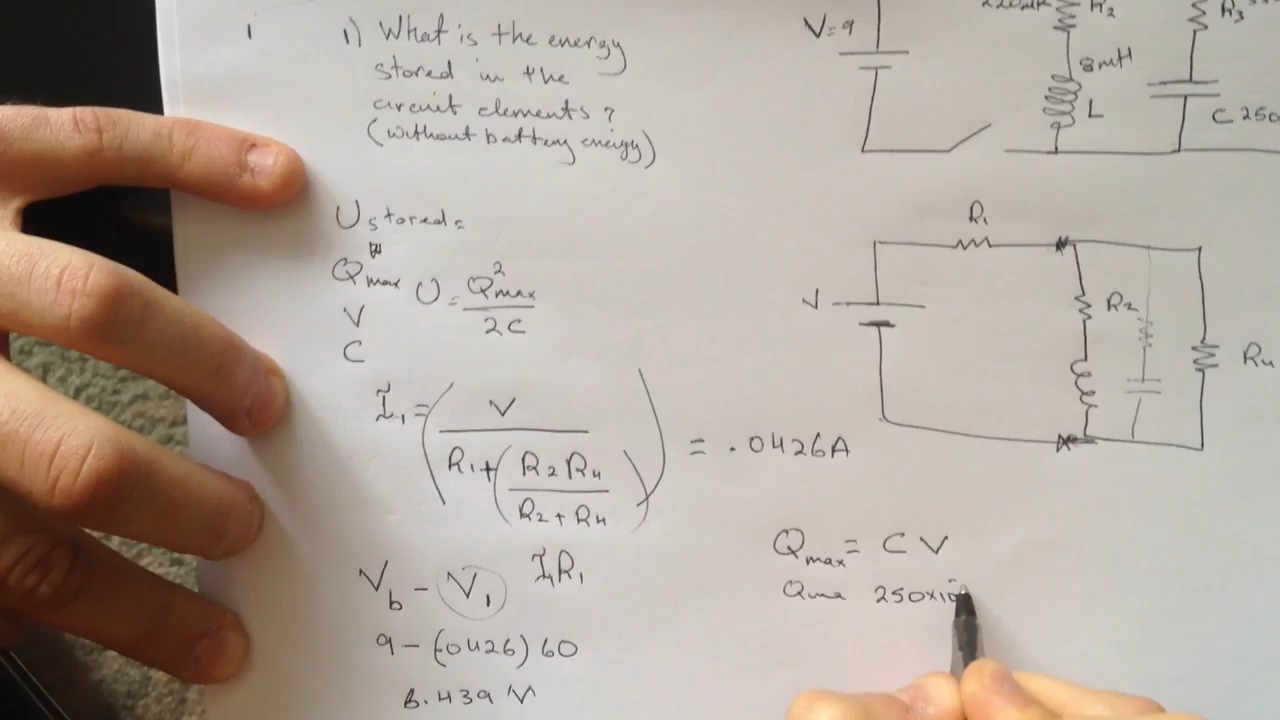 1
1) What is the energy
stored in the
circuit elements?
(without battery energy)
U stored =
Qmax U = Q²max / 2C
V
C
I₁ = ( V / R₁ + ( R₂ R₄ / R₂ + R₄ ) ) = .0426A
Vb - V₁ I₁R₁
9 - (.0426) 60
6.439 V
V=9
R₂
R₃
8mH
L
C 250
R₁
V
R₂
R₄
Qmax = C V
Qma 250x10